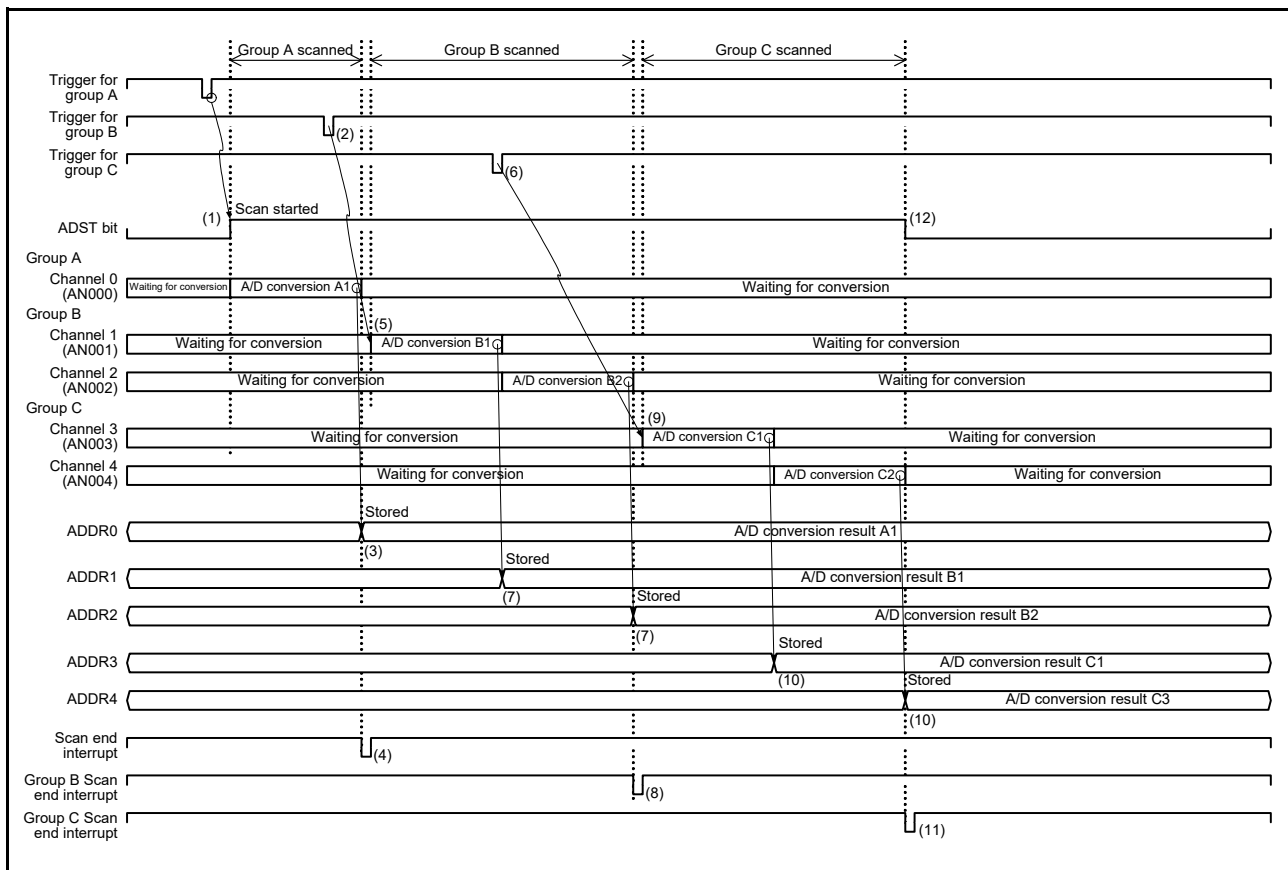 Group A scanned Group B scanned Group C scanned
Trigger for
group A
Trigger for
group B
(2)
Trigger for
group C
(6)
(1) Scan started (12)
ADST bit
Group A
Channel 0
(AN000)
Waiting for conversion A/D conversion A1 Waiting for conversion
Group B
(5)
Channel 1
(AN001)
Waiting for conversion A/D conversion B1 Waiting for conversion
Channel 2
(AN002)
Waiting for conversion A/D conversion B2 Waiting for conversion
Group C
(9)
Channel 3
(AN003)
Waiting for conversion A/D conversion C1 Waiting for conversion
Channel 4
(AN004)
Waiting for conversion A/D conversion C2 Waiting for conversion
Stored
ADDR0 A/D conversion result A1
(3)
Stored
ADDR1 A/D conversion result B1
(7)
Stored
ADDR2 A/D conversion result B2
(7)
Stored
ADDR3 A/D conversion result C1
(10)
Stored
ADDR4 A/D conversion result C3
(10)
Scan end
interrupt
(4)
Group B Scan
end interrupt
(8)
Group C Scan
end interrupt
(11)